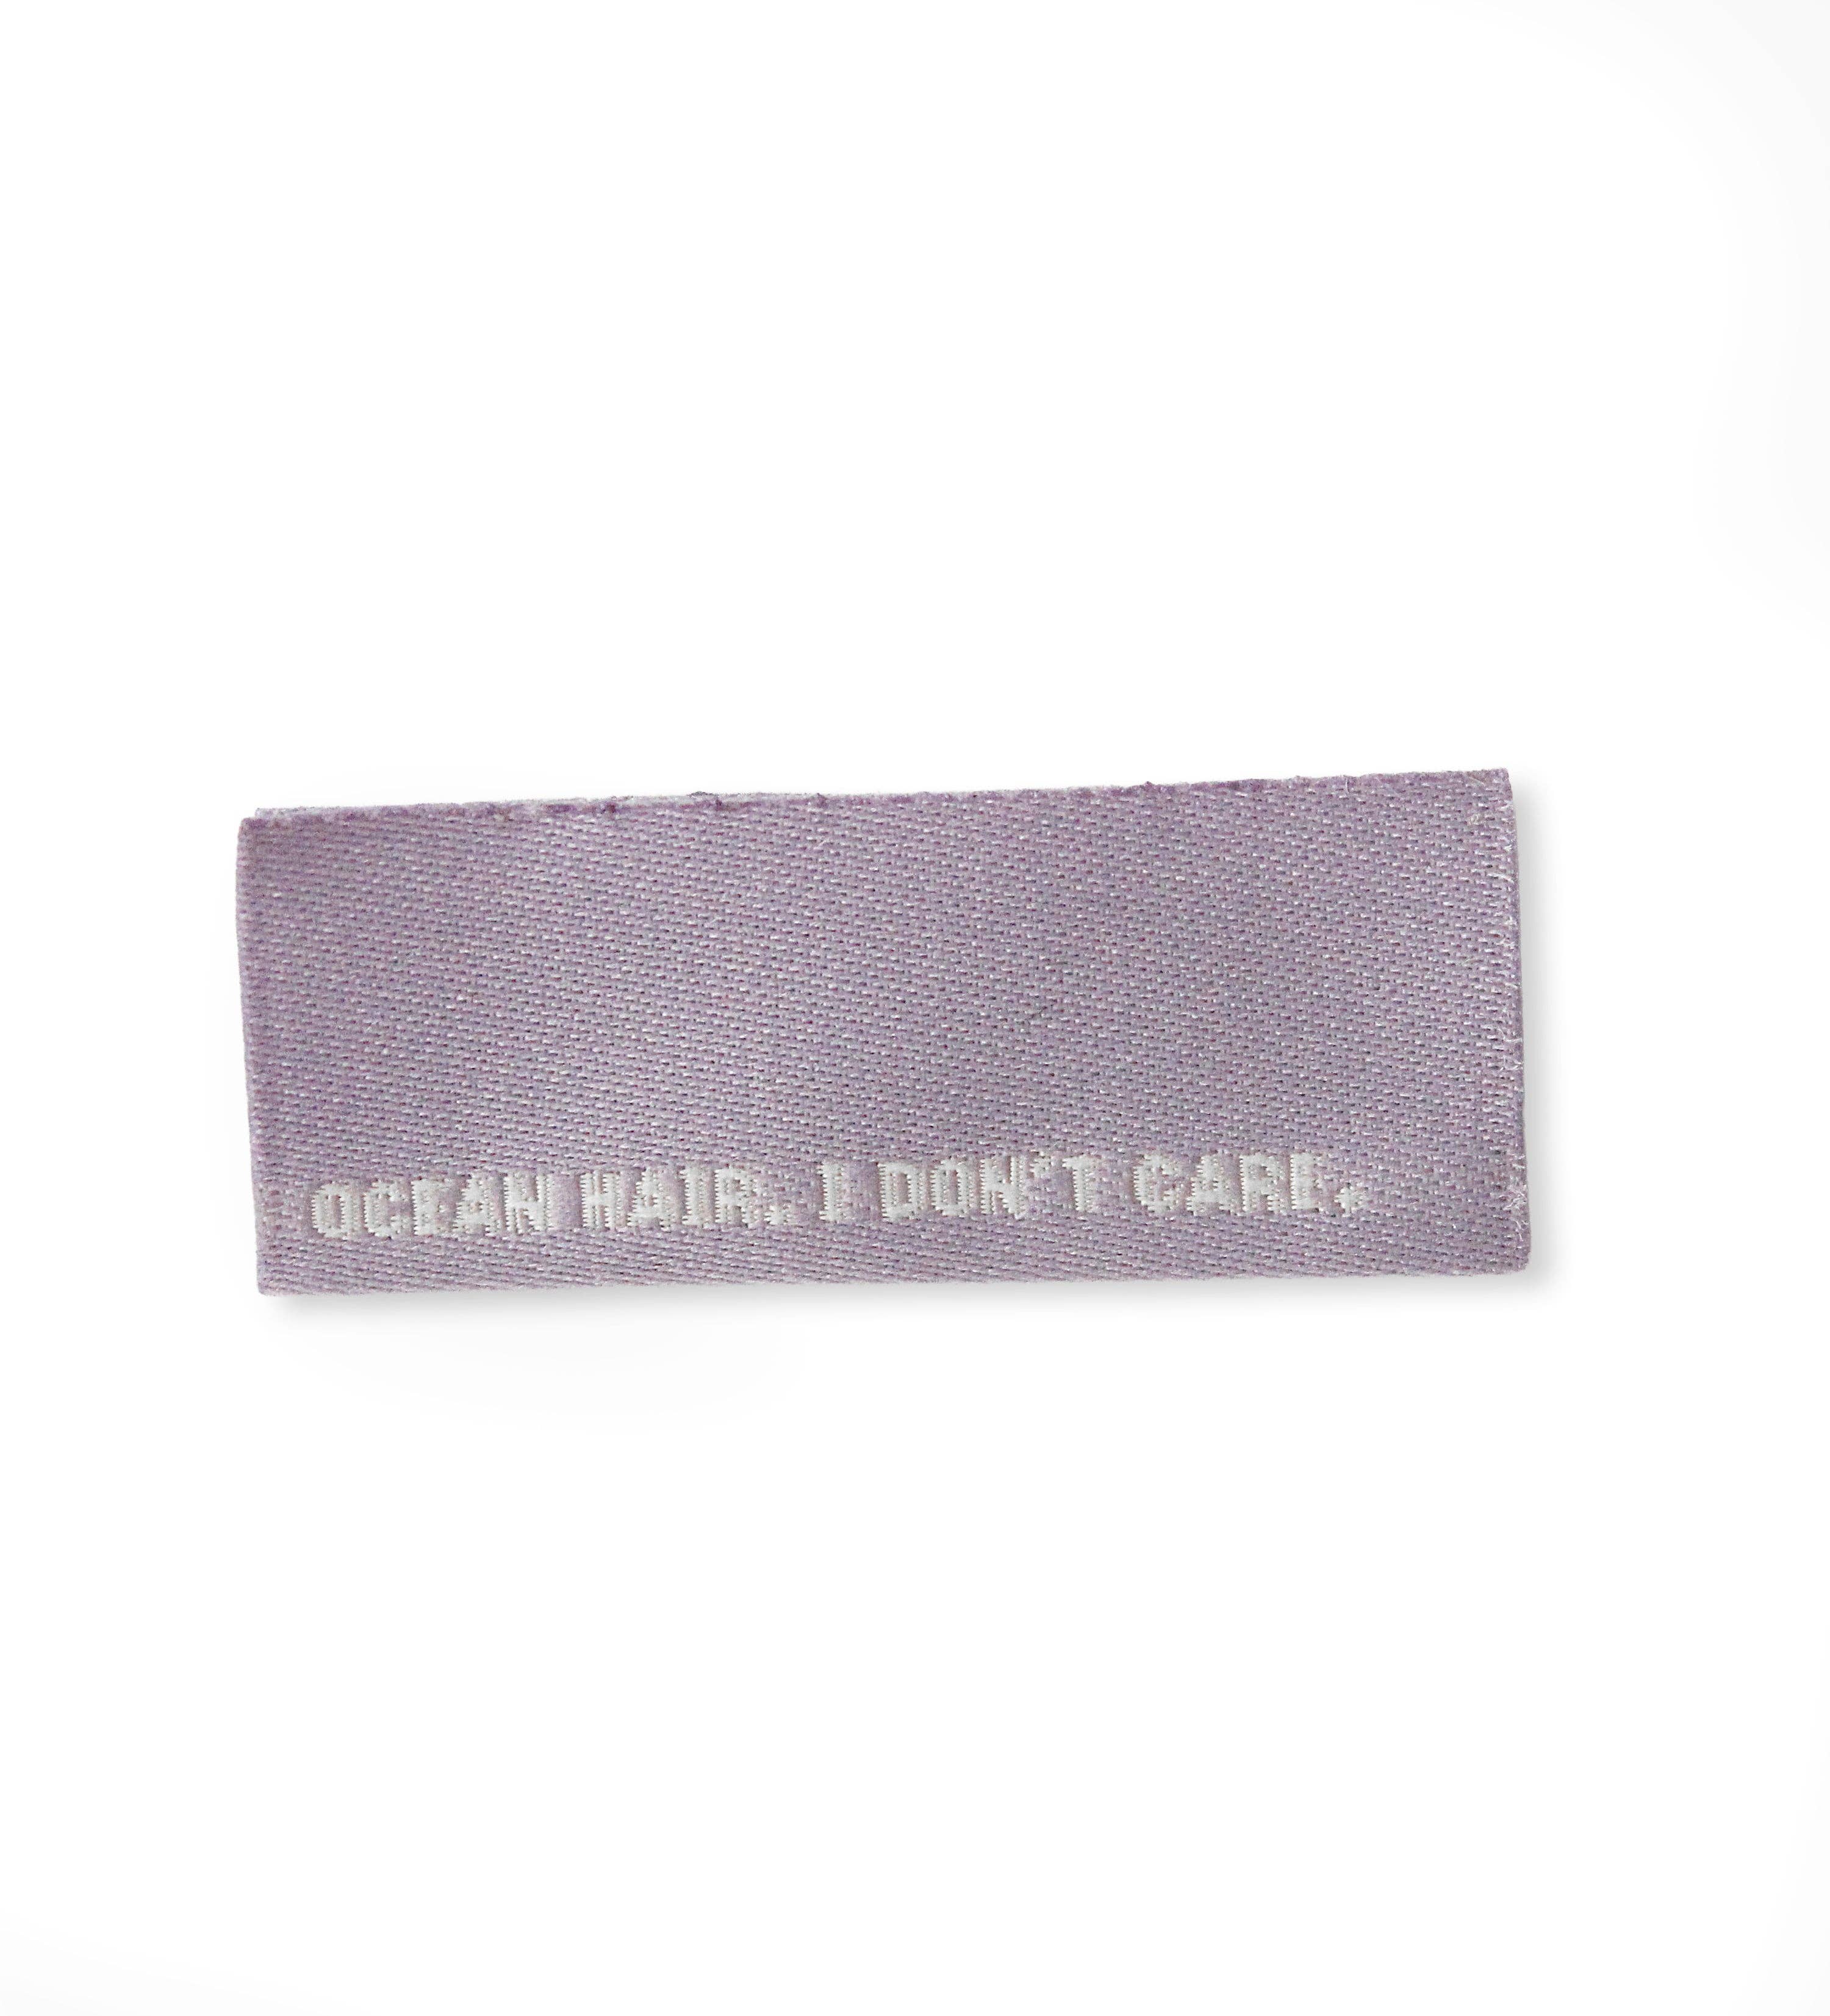 OCEAN HAIR. I DON'T CARE.